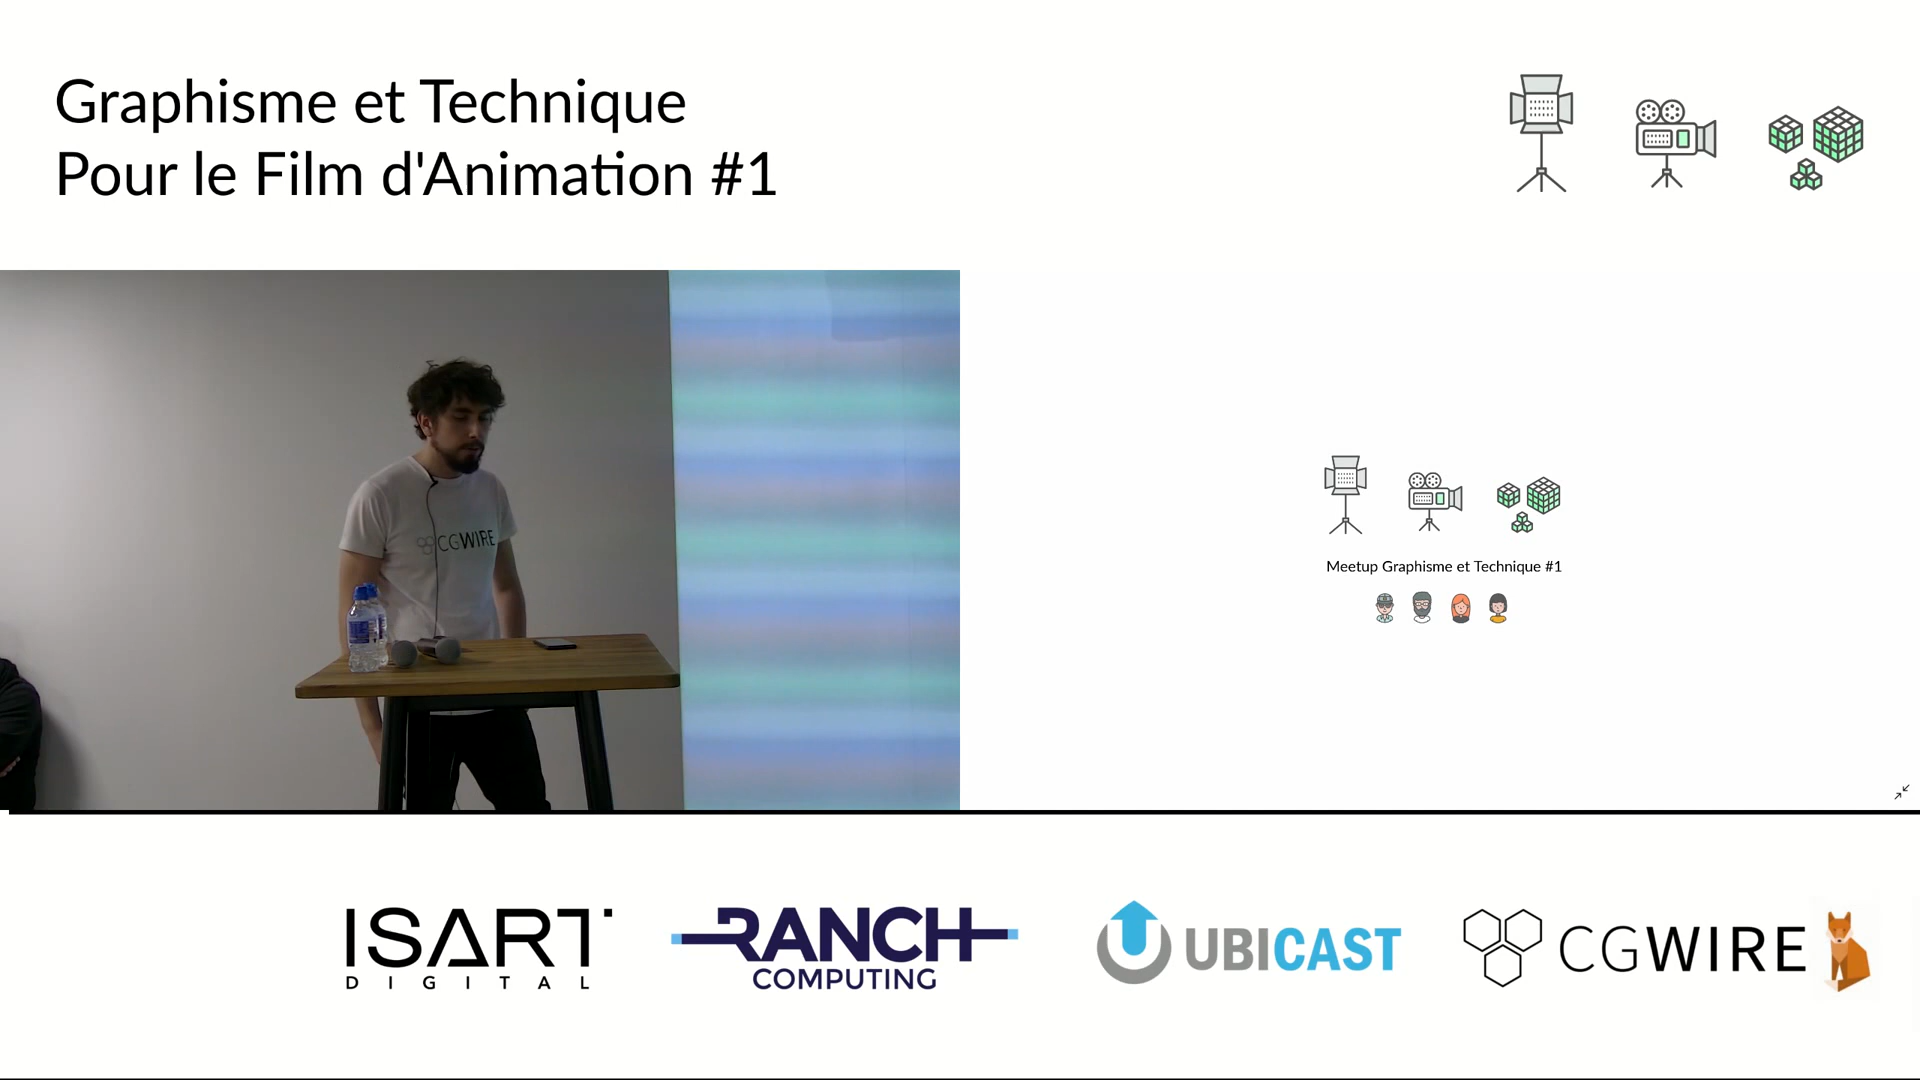 Graphisme et Technique
Pour le Film d'Animation #1
CGWIRE
Meetup Graphisme et Technique #1
ISART
DIGITAL
RANCH
COMPUTING
UBICAST
CGWIRE